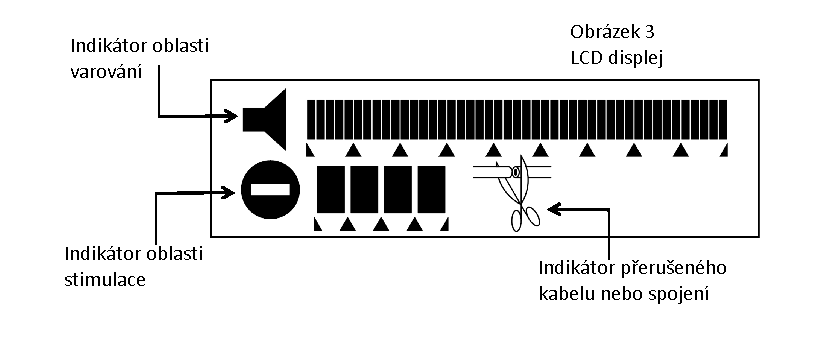 Obrázek 3
LCD displej
Indikátor oblasti
varování
Indikátor oblasti
stimulace
Indikátor přerušeného
kabelu nebo spojení